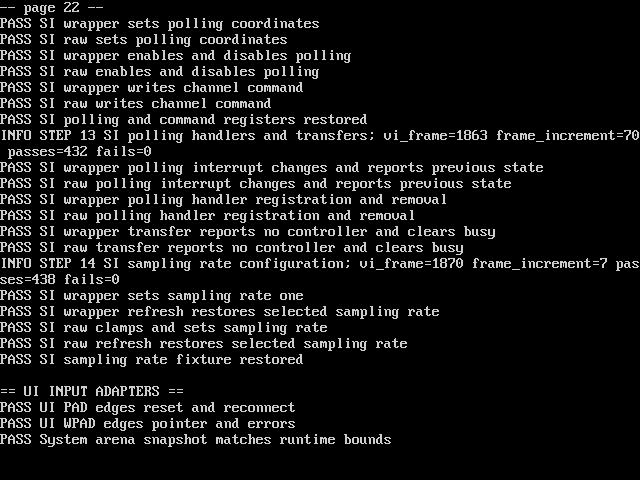 -- page 22 --
PASS SI wrapper sets polling coordinates
PASS SI raw sets polling coordinates
PASS SI wrapper enables and disables polling
PASS SI raw enables and disables polling
PASS SI wrapper writes channel command
PASS SI raw writes channel command
PASS SI polling and command registers restored
INFO STEP 13 SI polling handlers and transfers; vi_frame=1863 frame_increment=70
 passes=432 fails=0
PASS SI wrapper polling interrupt changes and reports previous state
PASS SI raw polling interrupt changes and reports previous state
PASS SI wrapper polling handler registration and removal
PASS SI raw polling handler registration and removal
PASS SI wrapper transfer reports no controller and clears busy
PASS SI raw transfer reports no controller and clears busy
INFO STEP 14 SI sampling rate configuration; vi_frame=1870 frame_increment=7 pas
ses=438 fails=0
PASS SI wrapper sets sampling rate one
PASS SI wrapper refresh restores selected sampling rate
PASS SI raw clamps and sets sampling rate
PASS SI raw refresh restores selected sampling rate
PASS SI sampling rate fixture restored
== UI INPUT ADAPTERS ==
PASS UI PAD edges reset and reconnect
PASS UI WPAD edges pointer and errors
PASS System arena snapshot matches runtime bounds